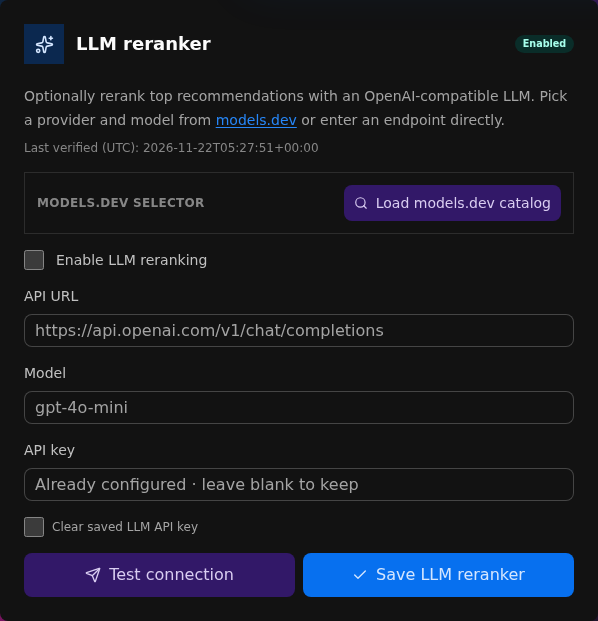 LLM reranker
Enabled
Optionally rerank top recommendations with an OpenAI-compatible LLM. Pick
a provider and model from models.dev or enter an endpoint directly.
Last verified (UTC): 2026-11-22T05:27:51+00:00
MODELS.DEV SELECTOR
Load models.dev catalog
Enable LLM reranking
API URL
https://api.openai.com/v1/chat/completions
Model
gpt-4o-mini
API key
Already configured · leave blank to keep
Clear saved LLM API key
Test connection
Save LLM reranker